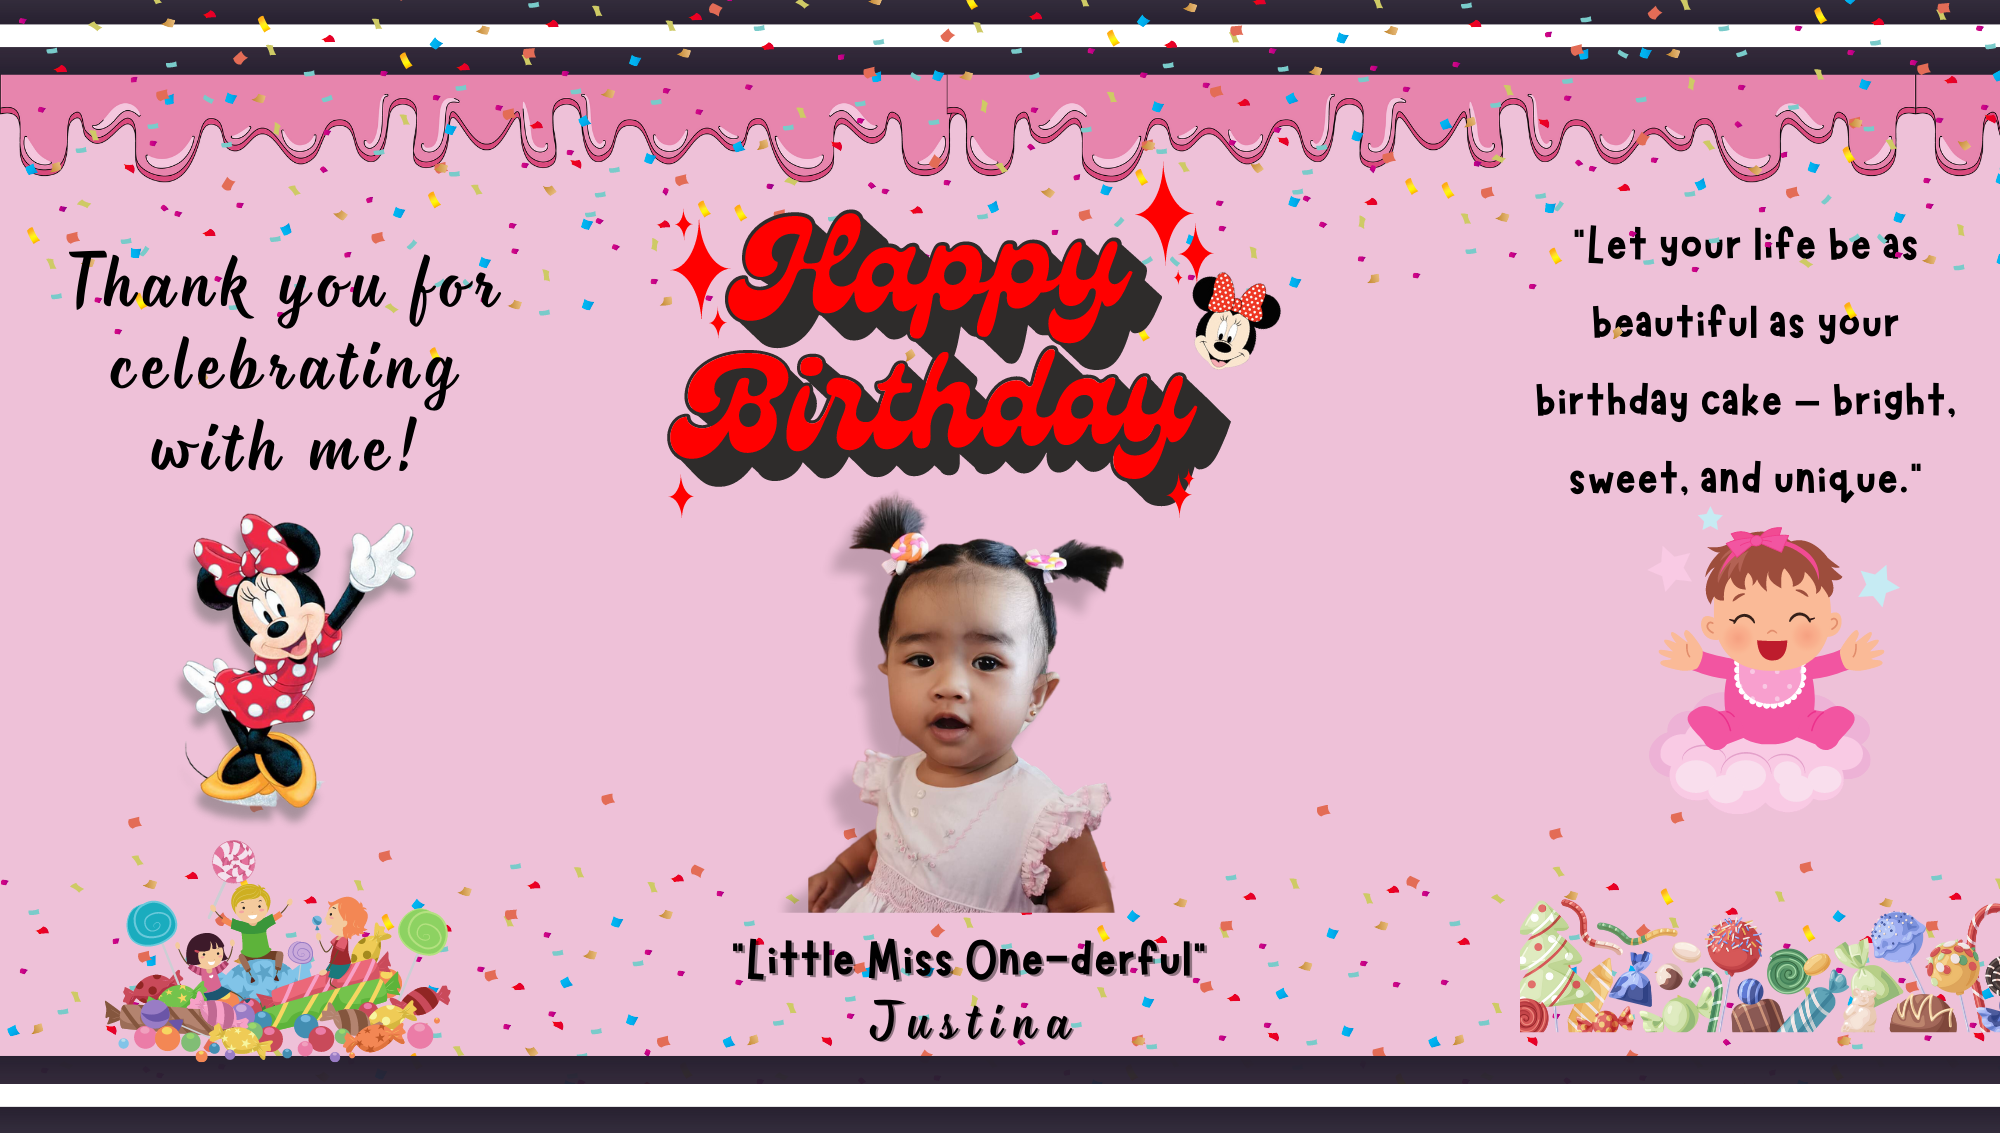 Thank you for
celebrating
with me!
Happy
Birthday
"Little Miss One-derful"
Justina
"Let your life be as
beautiful as your
birthday cake – bright,
sweet, and unique."